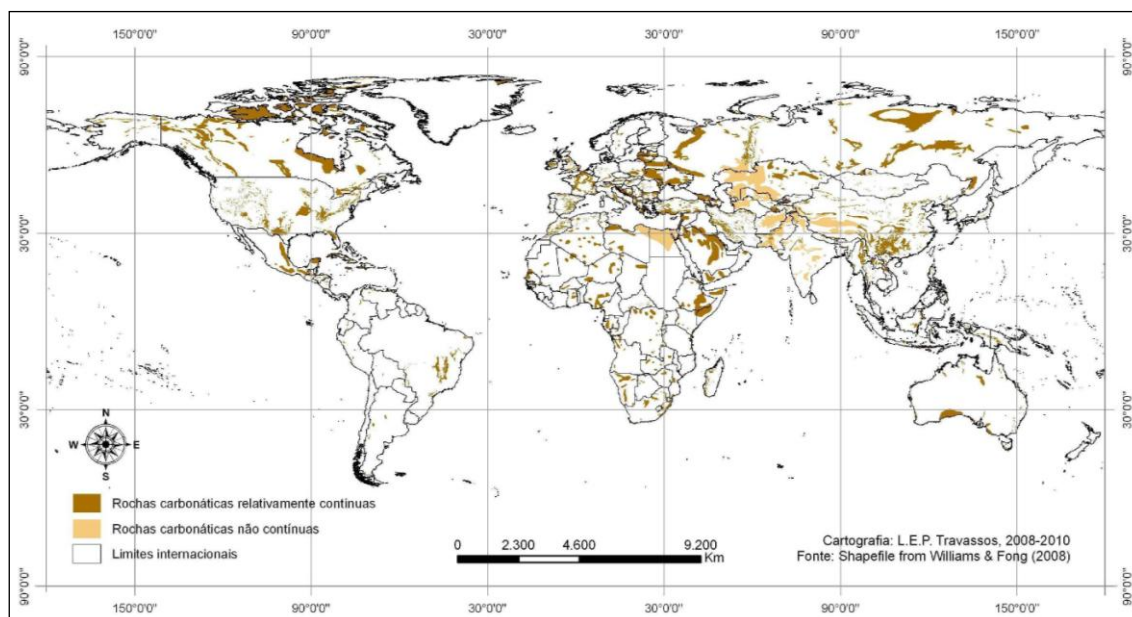 150°0'0" 90°0'0" 30°0'0" 30°0'0" 90°0'0" 150°0'0"
90°0'0" 90°0'0"
30°0'0" 30°0'0"
30°0'0" 30°0'0"
N
W E
S
Rochas carbonáticas relativamente contínuas
Rochas carbonáticas não contínuas
Limites internacionais
0 2.300 4.600 9.200
Km
Cartografia: L.E.P. Travassos, 2008-2010
Fonte: Shapefile from Williams & Fong (2008)
90°0'0" 90°0'0"
150°0'0" 90°0'0" 30°0'0" 30°0'0" 90°0'0" 150°0'0"